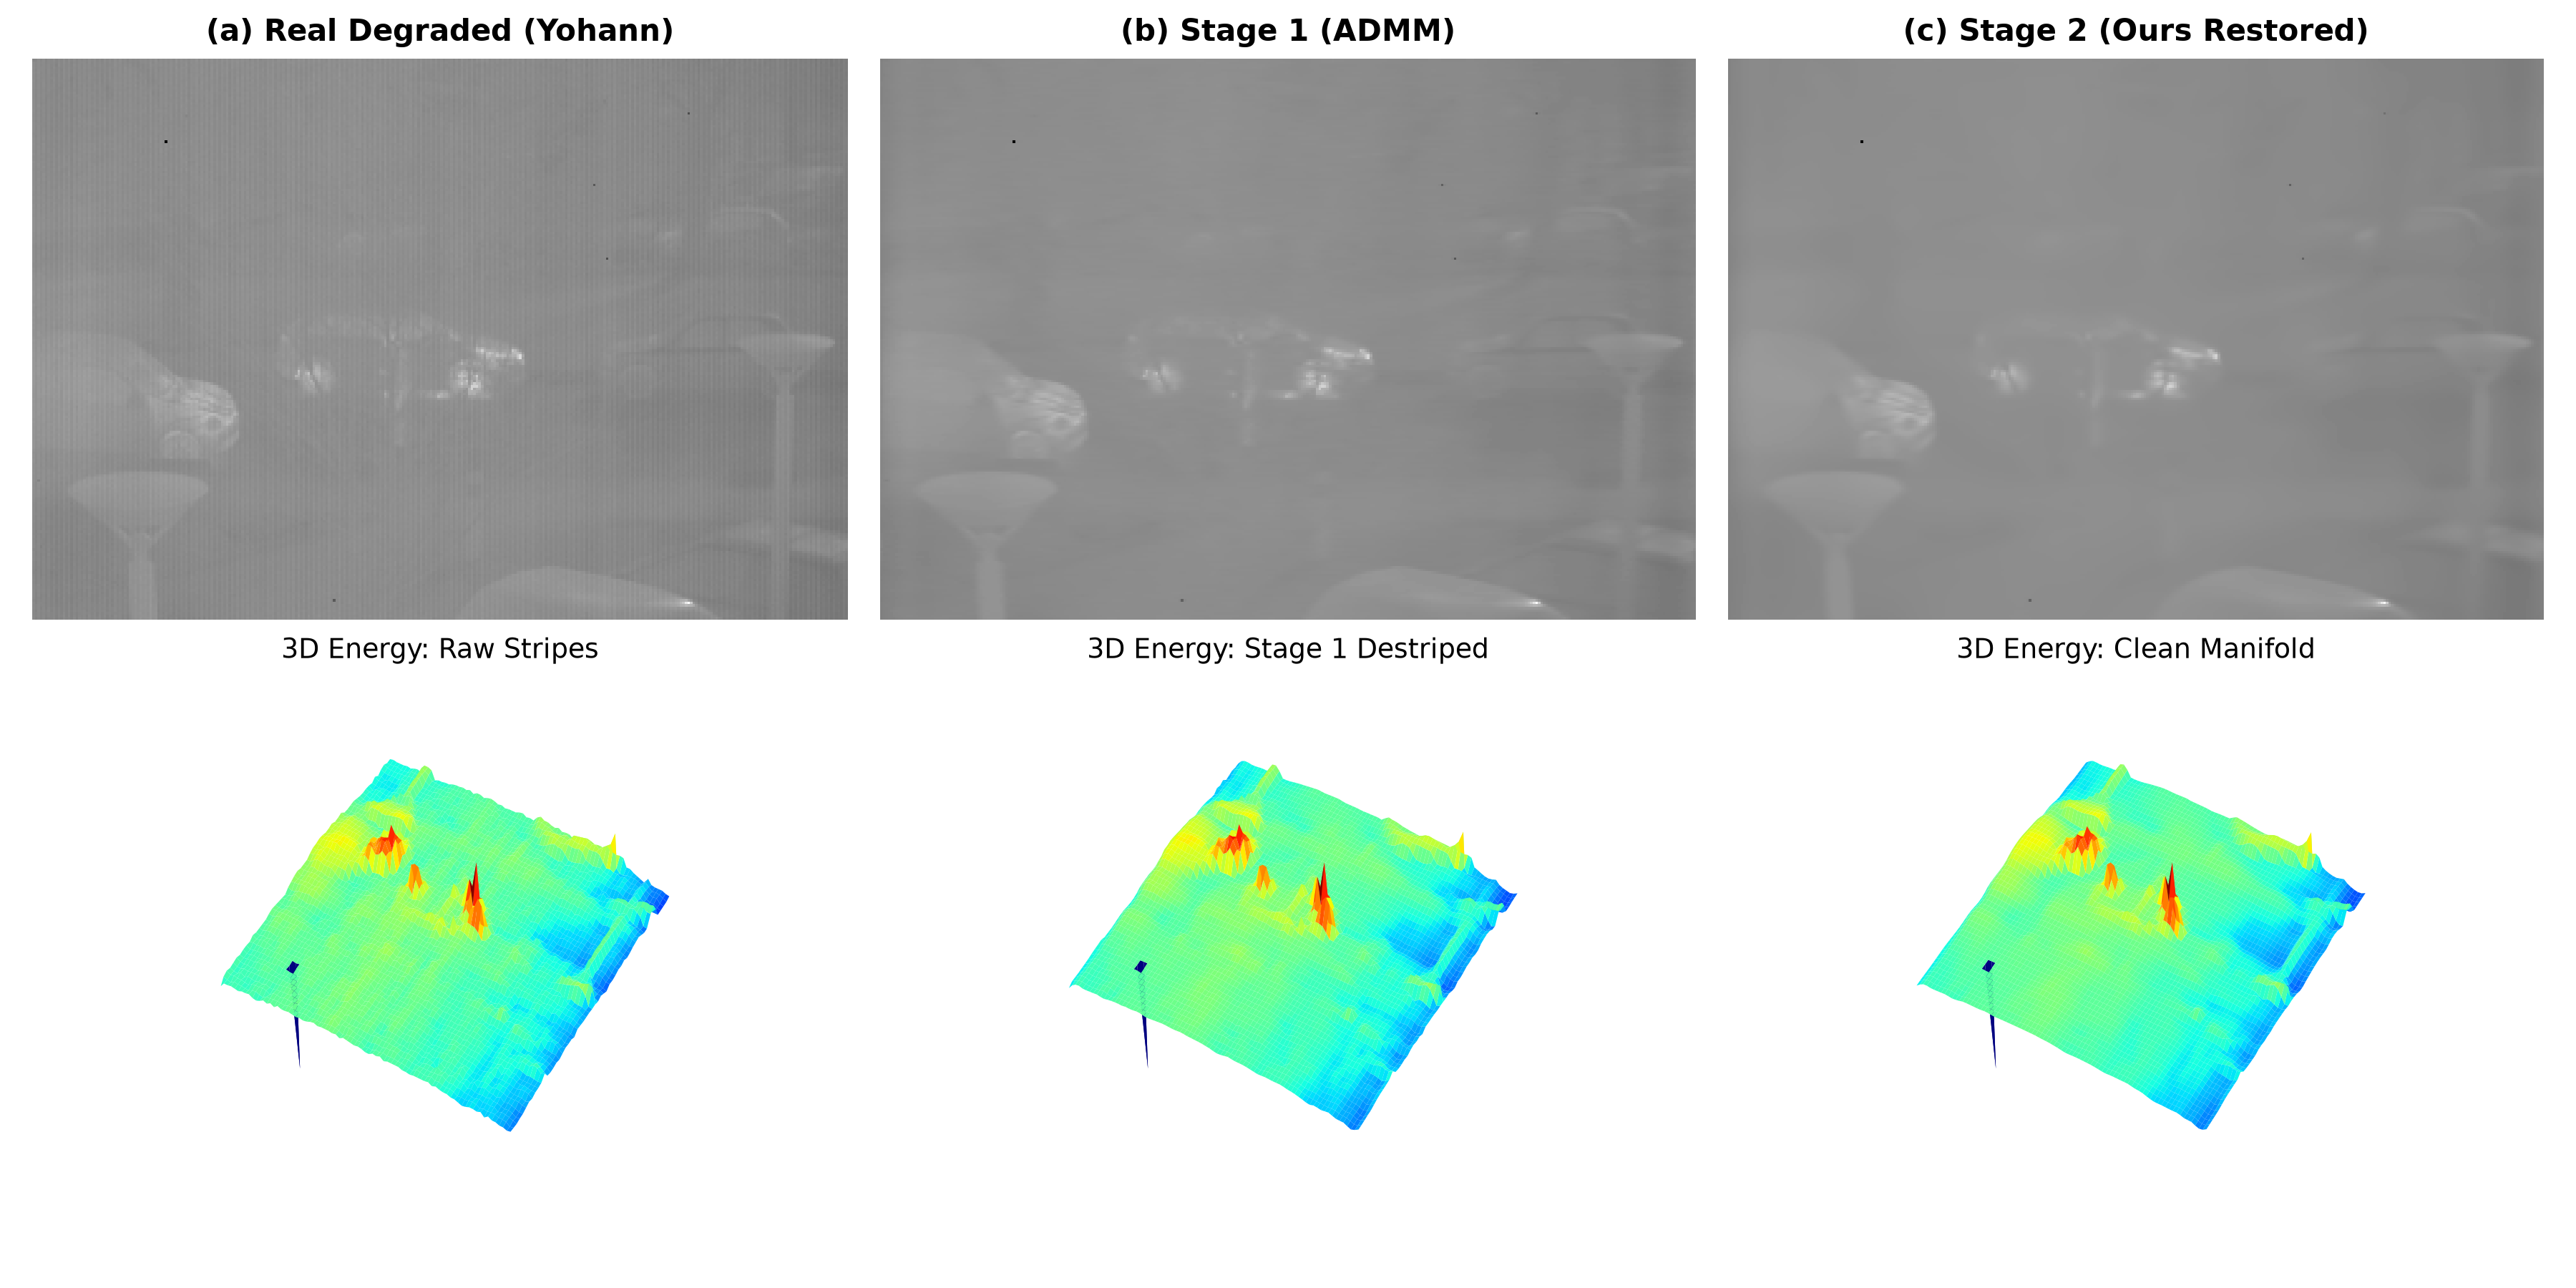 (a) Real Degraded (Yohann)
(b) Stage 1 (ADMM)
(c) Stage 2 (Ours Restored)
3D Energy: Raw Stripes
3D Energy: Stage 1 Destriped
3D Energy: Clean Manifold